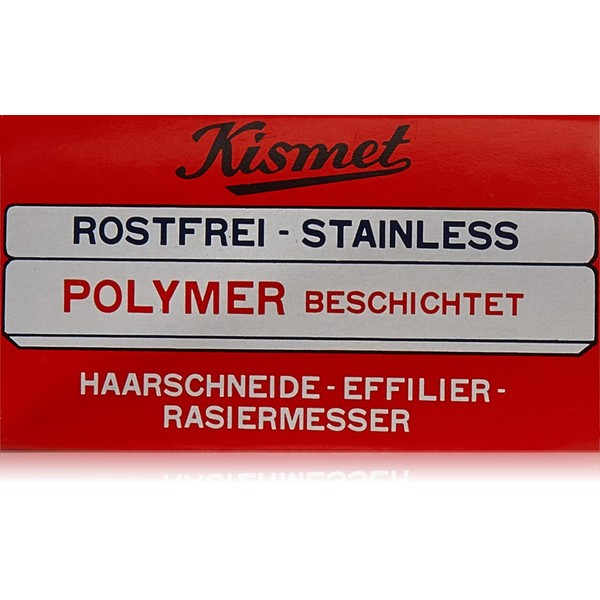 Kismet
ROSTFREI - STAINLESS
POLYMER BESCHICHTET
HAARSCHNEIDE - EFFILIER -
RASIERMESSER